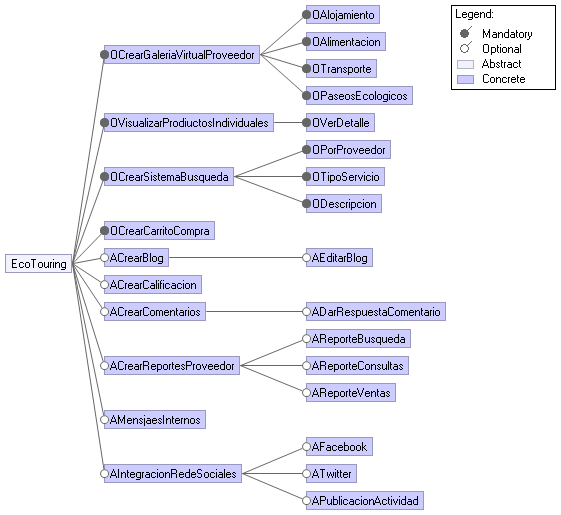 OAlojamiento
OAlimentacion
OCrearGaleriaVirtualProveedor
OTransporte
OPaseosEcologicos
OVisualizarProdiuctosIndividuales
OVerDetalle
OPorProveedor
OCrearSistemaBusqueda
OTipoServicio
ODescripcion
OCrearCarritoCompra
EcoTouring
ACrearBlog
AEditarBlog
ACrearCalificacion
ACrearComentarios
ADarRespuestaComentario
AReporteBusqueda
ACrearReportesProveedor
AReporteConsultas
AReporteVentas
AMensjaesInternos
AFacebook
AIntegracionRedeSociales
ATwitter
APublicacionActividad
Legend:
Mandatory
Optional
Abstract
Concrete